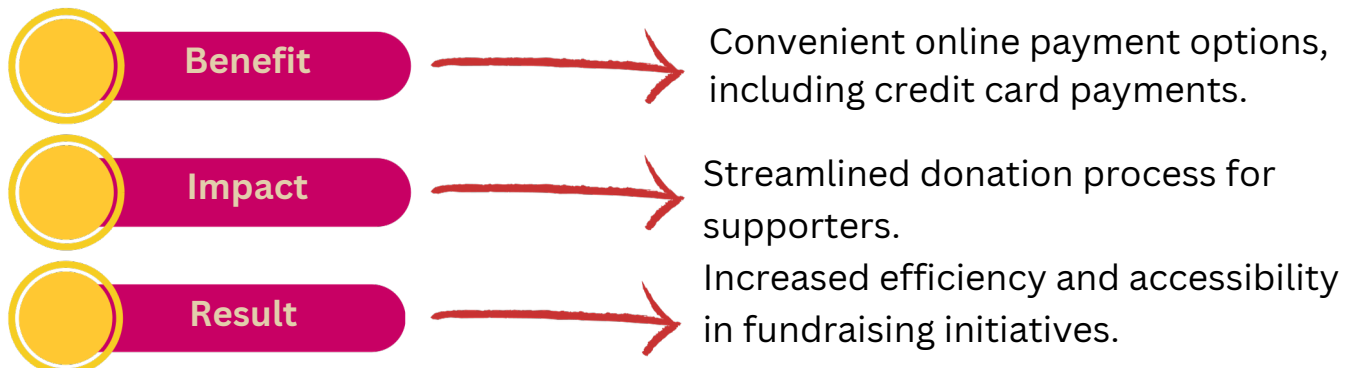 Benefit
Convenient online payment options,
including credit card payments.
Impact
Streamlined donation process for
supporters.
Result
Increased efficiency and accessibility
in fundraising initiatives.